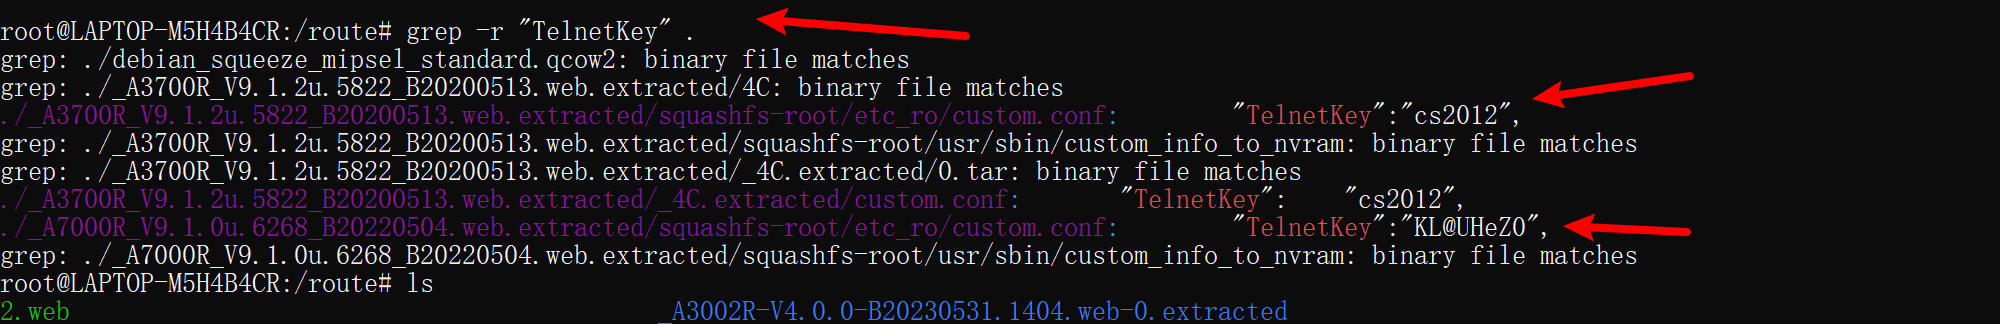 root@LAPTOP-M5H4B4CR:/route# grep -r "TelnetKey" .
grep: ./debian_squeeze_mipsel_standard.qcow2: binary file matches
grep: ./_A3700R_V9.1.2u.5822_B20200513.web.extracted/4C: binary file matches
./_A3700R_V9.1.2u.5822_B20200513.web.extracted/squashfs-root/etc_ro/custom.conf:        "TelnetKey":"cs2012",
grep: ./_A3700R_V9.1.2u.5822_B20200513.web.extracted/squashfs-root/usr/sbin/custom_info_to_nvram: binary file matches
grep: ./_A3700R_V9.1.2u.5822_B20200513.web.extracted/_4C.extracted/0.tar: binary file matches
./_A3700R_V9.1.2u.5822_B20200513.web.extracted/_4C.extracted/custom.conf:       "TelnetKey":    "cs2012",
./_A7000R_V9.1.0u.6268_B20220504.web.extracted/squashfs-root/etc_ro/custom.conf:        "TelnetKey":"KL@UHeZ0",
grep: ./_A7000R_V9.1.0u.6268_B20220504.web.extracted/squashfs-root/usr/sbin/custom_info_to_nvram: binary file matches
root@LAPTOP-M5H4B4CR:/route# ls
2.web                                          _A3002R-V4.0.0-B20230531.1404.web-0.extracted